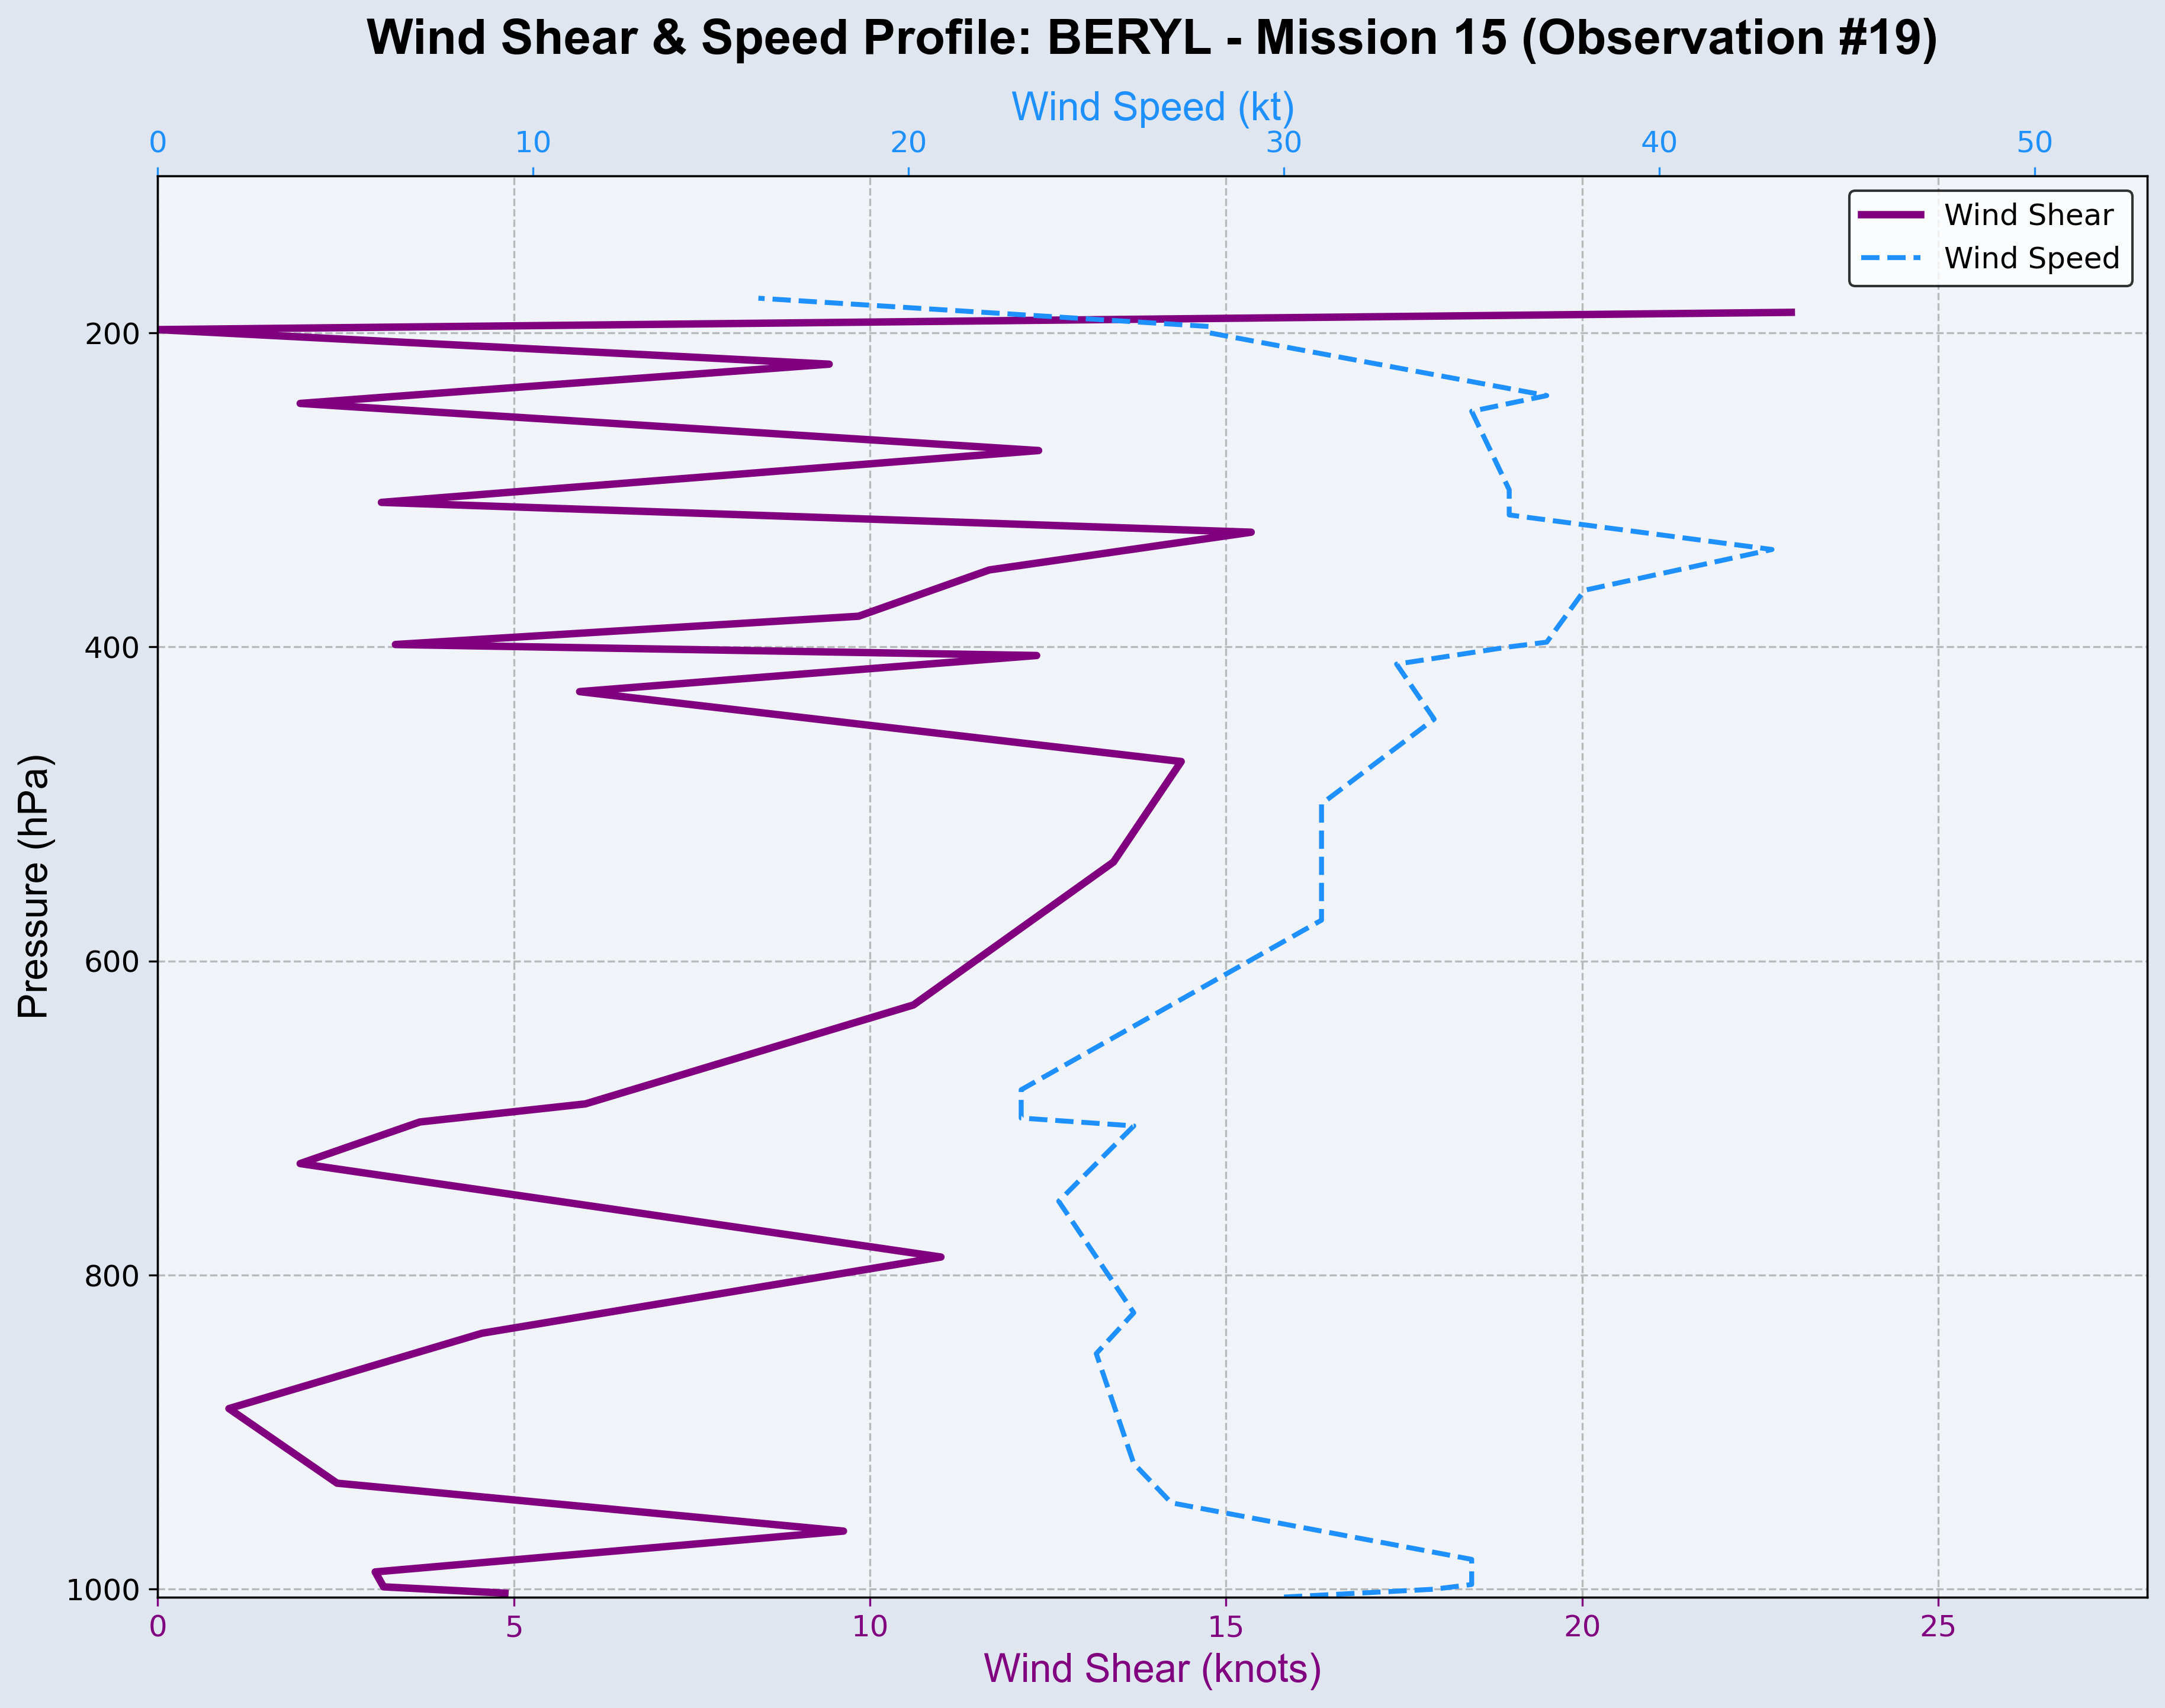 Wind Shear & Speed Profile: BERYL - Mission 15 (Observation #19)
Wind Speed (kt)
0 10 20 30 40 50
Wind Shear
Wind Speed
200
400
600
800
1000
Pressure (hPa)
0 5 10 15 20 25
Wind Shear (knots)